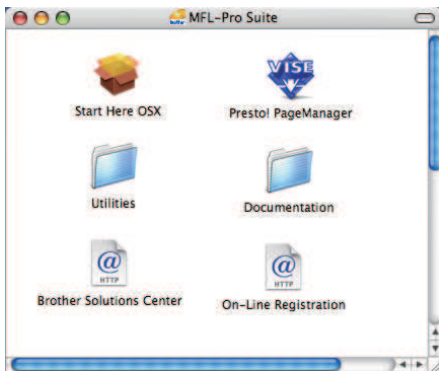 MFL-Pro Suite
VISE
Start Here OSX
Presto! PageManager
Utilities
Documentation
@
HTTP
@
HTTP
Brother Solutions Center
On-Line Registration